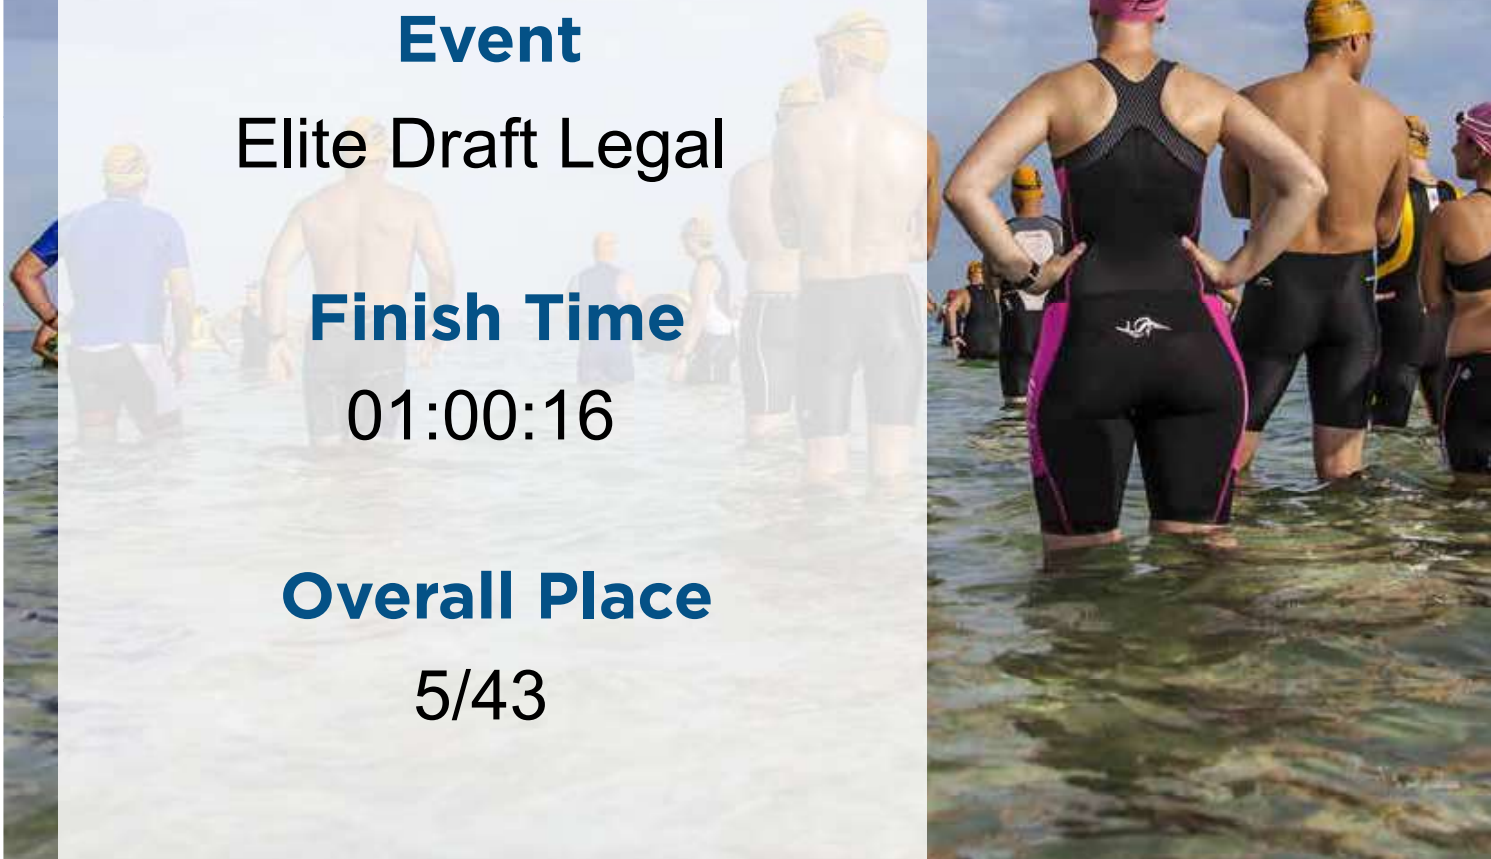 Event
Elite Draft Legal
Finish Time
01:00:16
Overall Place
5/43